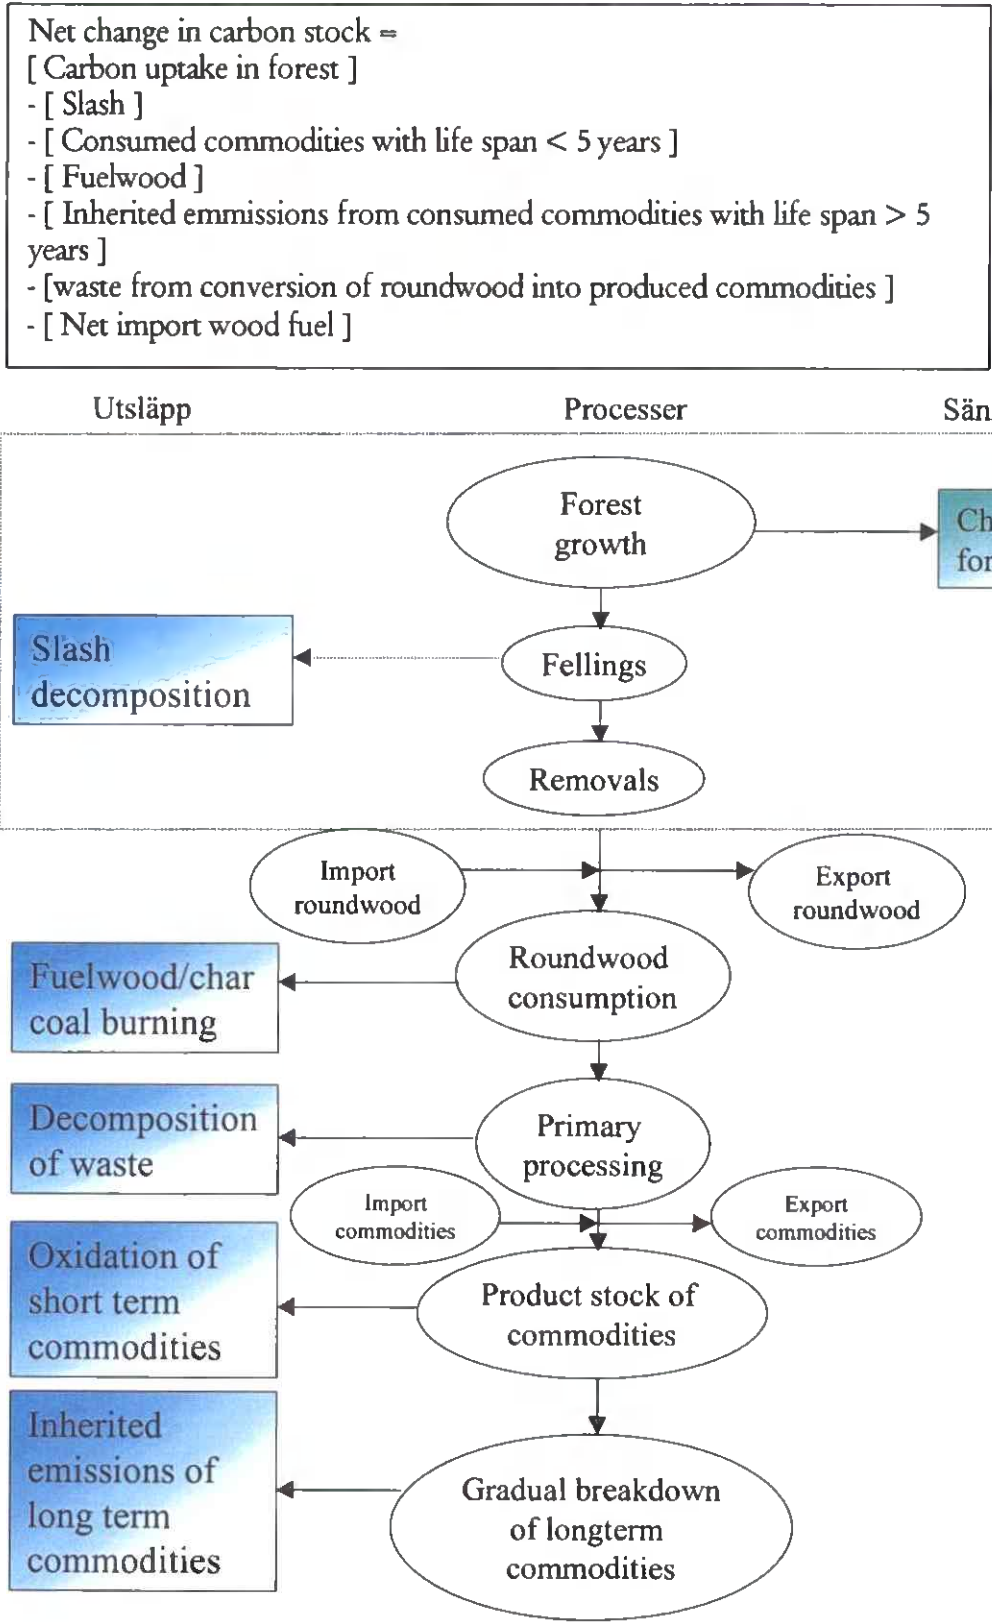 Net change in carbon stock =
[ Carbon uptake in forest ]
- [ Slash ]
- [ Consumed commodities with life span < 5 years ]
- [ Fuelwood ]
- [ Inherited emmissions from consumed commodities with life span > 5
years ]
- [waste from conversion of roundwood into produced commodities ]
- [ Net import wood fuel ]
Utsläpp Processer Sän
Forest
growth
Ch
for
Slash
decomposition
Fellings
Removals
Import
roundwood
Export
roundwood
Fuelwood/char
coal burning
Roundwood
consumption
Decomposition
of waste
Primary
processing
Import
commodities
Export
commodities
Oxidation of
short term
commodities
Product stock of
commodities
Inherited
emissions of
long term
commodities
Gradual breakdown
of longterm
commodities